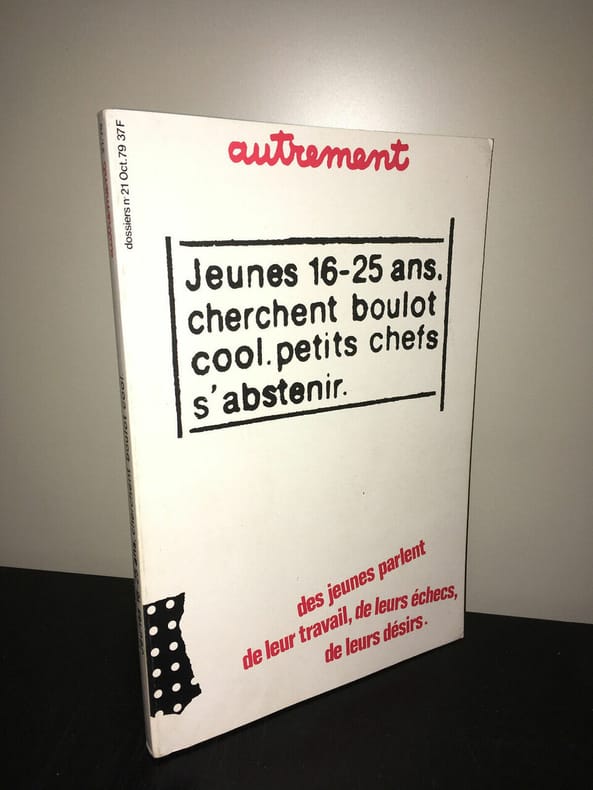 autrement
dossiers n°21 Oct.79 37F
Jeunes 16-25 ans.
cherchent boulot
cool.petits chefs
s'abstenir.
des jeunes parlent
de leur travail, de leurs échecs,
de leurs désirs.